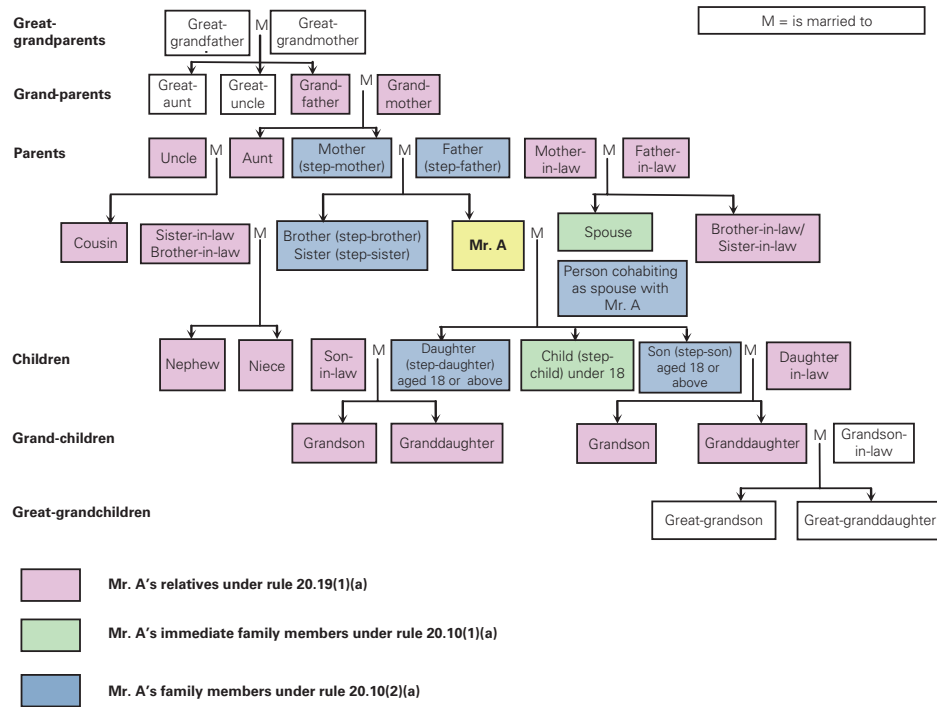 Great-
grandparents
Great-
grandfather
M
Great-
grandmother
M = is married to
Grand-parents
Great-
aunt
Great-
uncle
Grand-
father
M
Grand-
mother
Parents
Uncle
M
Aunt
Mother
(step-mother)
M
Father
(step-father)
Mother-
in-law
M
Father-
in-law
Cousin
Sister-in-law
Brother-in-law
M
Brother (step-brother)
Sister (step-sister)
Mr. A
M
Spouse
Brother-in-law/
Sister-in-law
Person cohabiting
as spouse with
Mr. A
Children
Nephew
Niece
Son-
in-law
M
Daughter
(step-daughter)
aged 18 or above
Child (step-
child) under 18
Son (step-son)
aged 18 or
above
M
Daughter
in-law
Grand-children
Grandson
Granddaughter
Grandson
Granddaughter
M
Grandson-
in-law
Great-grandchildren
Great-grandson
Great-granddaughter
Mr. A's relatives under rule 20.19(1)(a)
Mr. A's immediate family members under rule 20.10(1)(a)
Mr. A's family members under rule 20.10(2)(a)